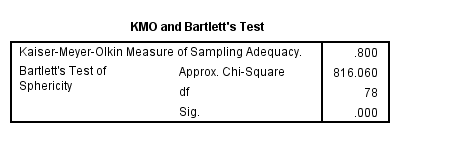 KMO and Bartlett's Test
Kaiser-Meyer-Olkin Measure of Sampling Adequacy. .800
Bartlett's Test of Approx. Chi-Square 816.060
Sphericity
df 78
Sig. .000